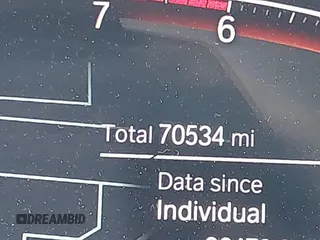 7 6
Total 70534 mi
Data since
Individual
DREAMBID